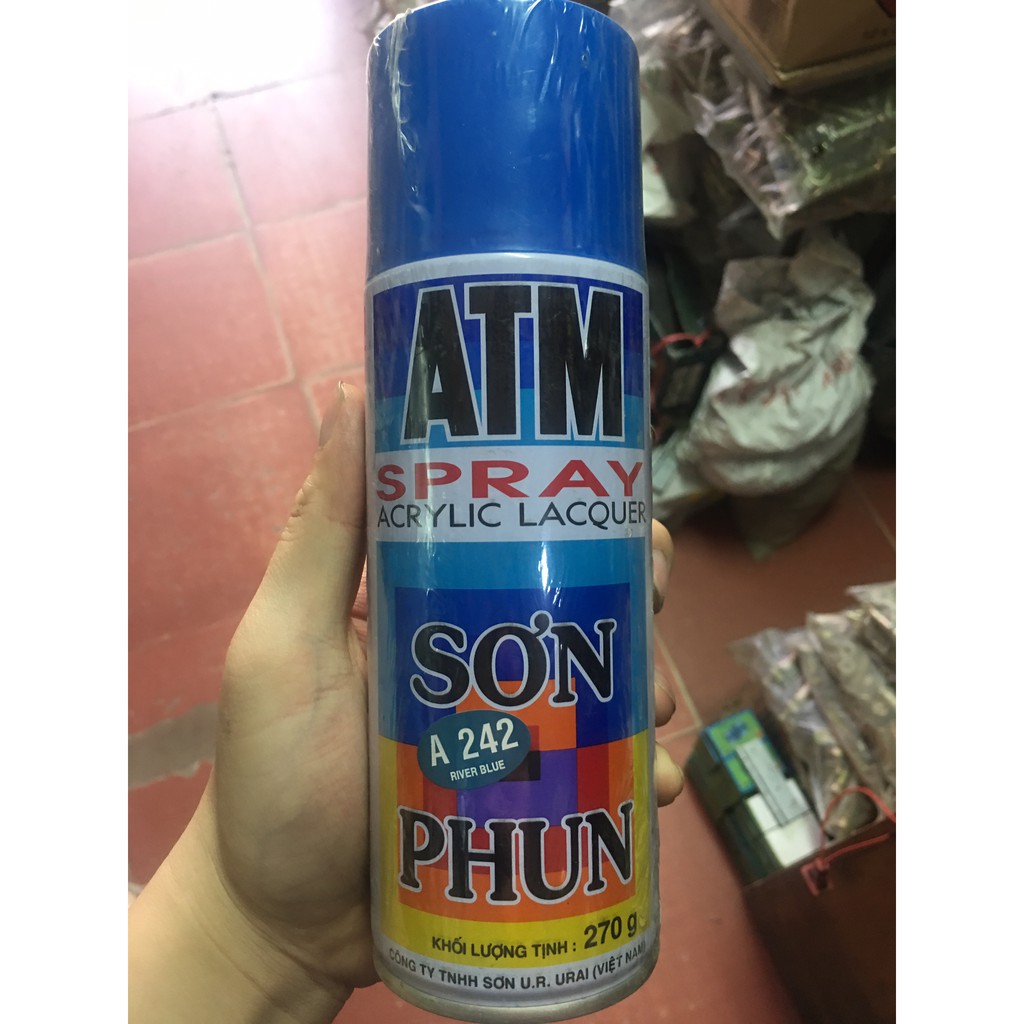 ATM
SPRAY
ACRYLIC LACQUER
SƠN
A 242
RIVER BLUE
PHUN
KHỐI LƯỢNG TỊNH : 270 g
CÔNG TY TNHH SƠN U.R. URAI (VIỆT NAM)